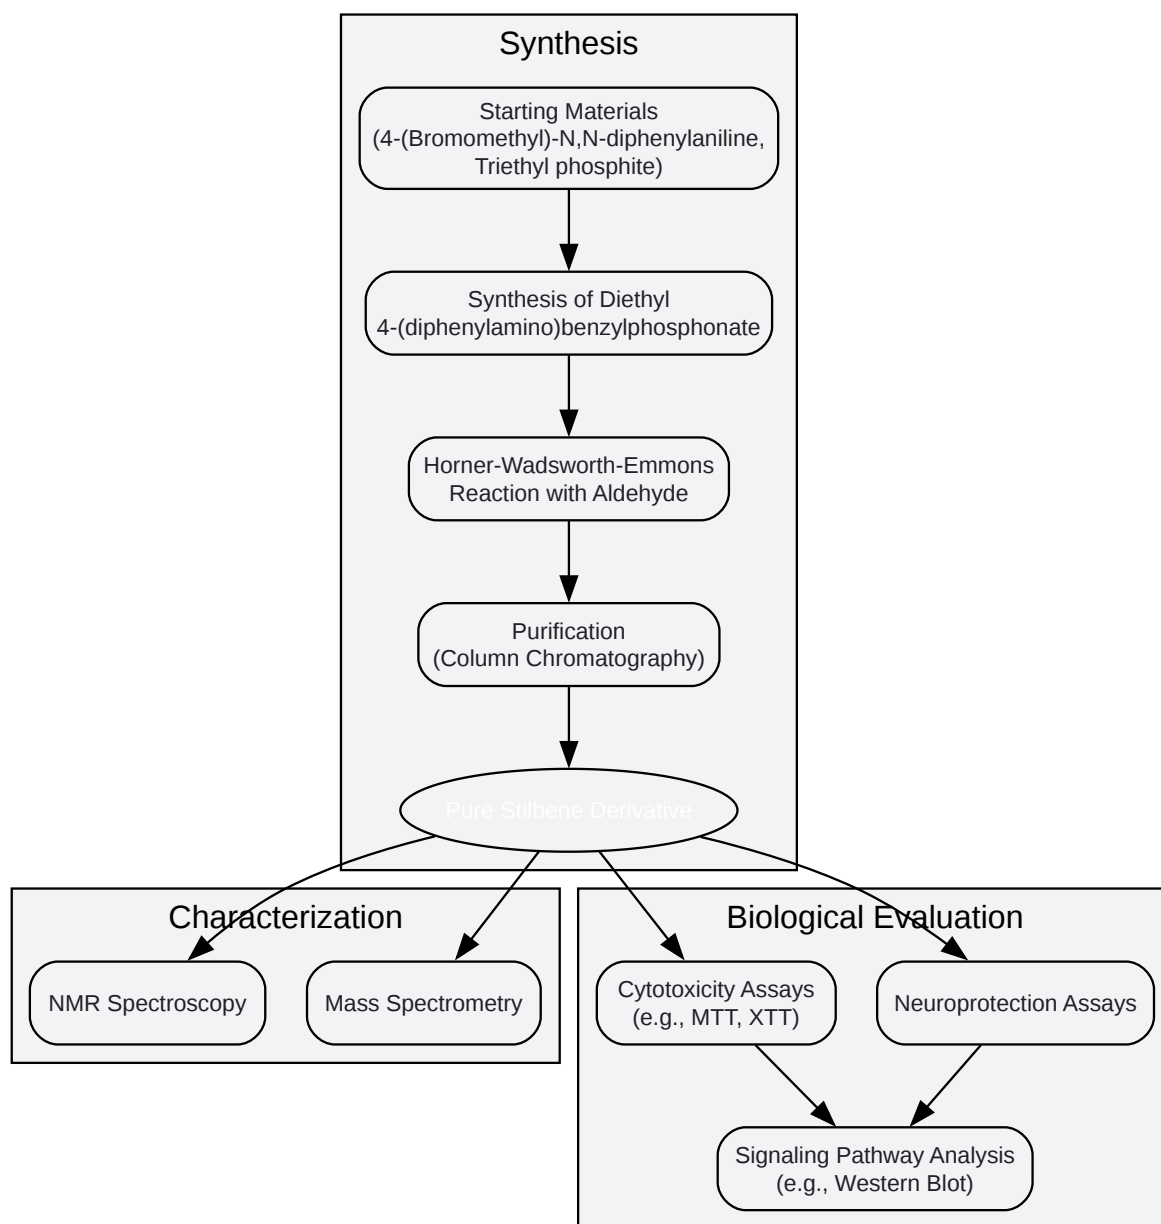 Synthesis
Starting Materials
(4-(Bromomethyl)-N,N-diphenylaniline,
Triethyl phosphite)
Synthesis of Diethyl
4-(diphenylamino)benzylphosphonate
Horner-Wadsworth-Emmons
Reaction with Aldehyde
Purification
(Column Chromatography)
Pure Stilbene Derivative
Characterization
NMR Spectroscopy
Mass Spectrometry
Biological Evaluation
Cytotoxicity Assays
(e.g., MTT, XTT)
Neuroprotection Assays
Signaling Pathway Analysis
(e.g., Western Blot)